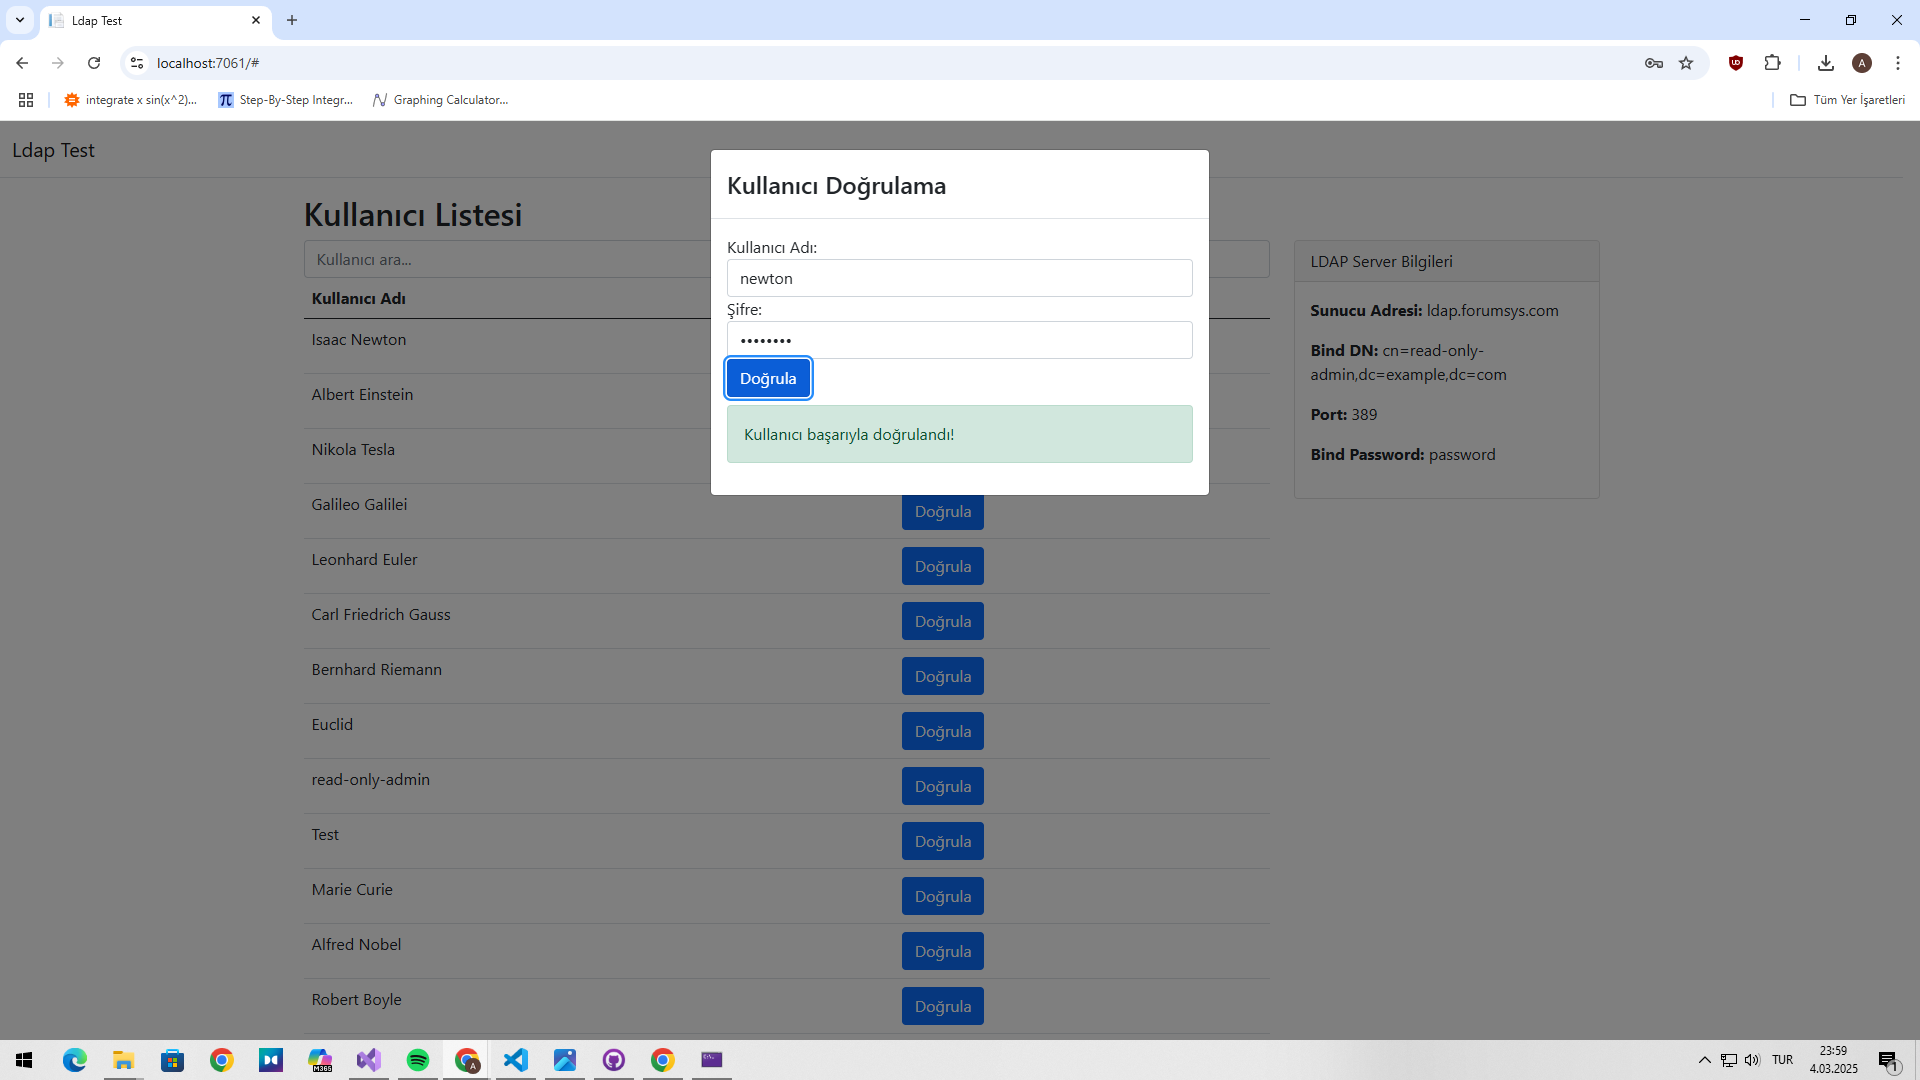 Ldap Test
localhost:7061/#
A
integrate x sin(x^2)...
Step-By-Step Integr...
Graphing Calculator...
Tüm Yer İşaretleri
Ldap Test
Kullanıcı Doğrulama
Kullanıcı Adı:
newton
Şifre:
••••••••
Doğrula
Kullanıcı başarıyla doğrulandı!
Kullanıcı Listesi
Kullanıcı ara...
Kullanıcı Adı
Isaac Newton
Albert Einstein
Nikola Tesla
Galileo Galilei Doğrula
Leonhard Euler Doğrula
Carl Friedrich Gauss Doğrula
Bernhard Riemann Doğrula
Euclid Doğrula
read-only-admin Doğrula
Test Doğrula
Marie Curie Doğrula
Alfred Nobel Doğrula
Robert Boyle Doğrula
LDAP Server Bilgileri
Sunucu Adresi: ldap.forumsys.com
Bind DN: cn=read-only-
admin,dc=example,dc=com
Port: 389
Bind Password: password
M365
A
TUR
23:59
4.03.2025
1